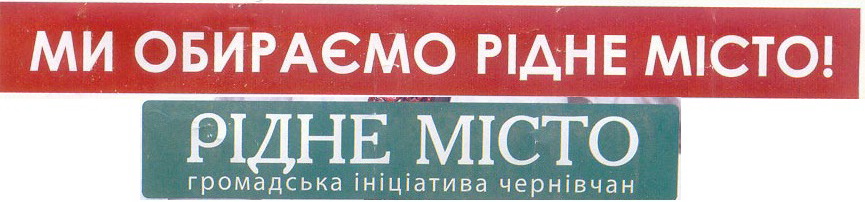 МИ ОБИРАЄМО РІДНЕ МІСТО!
РІДНЕ МІСТО
громадська ініціатива чернівчан